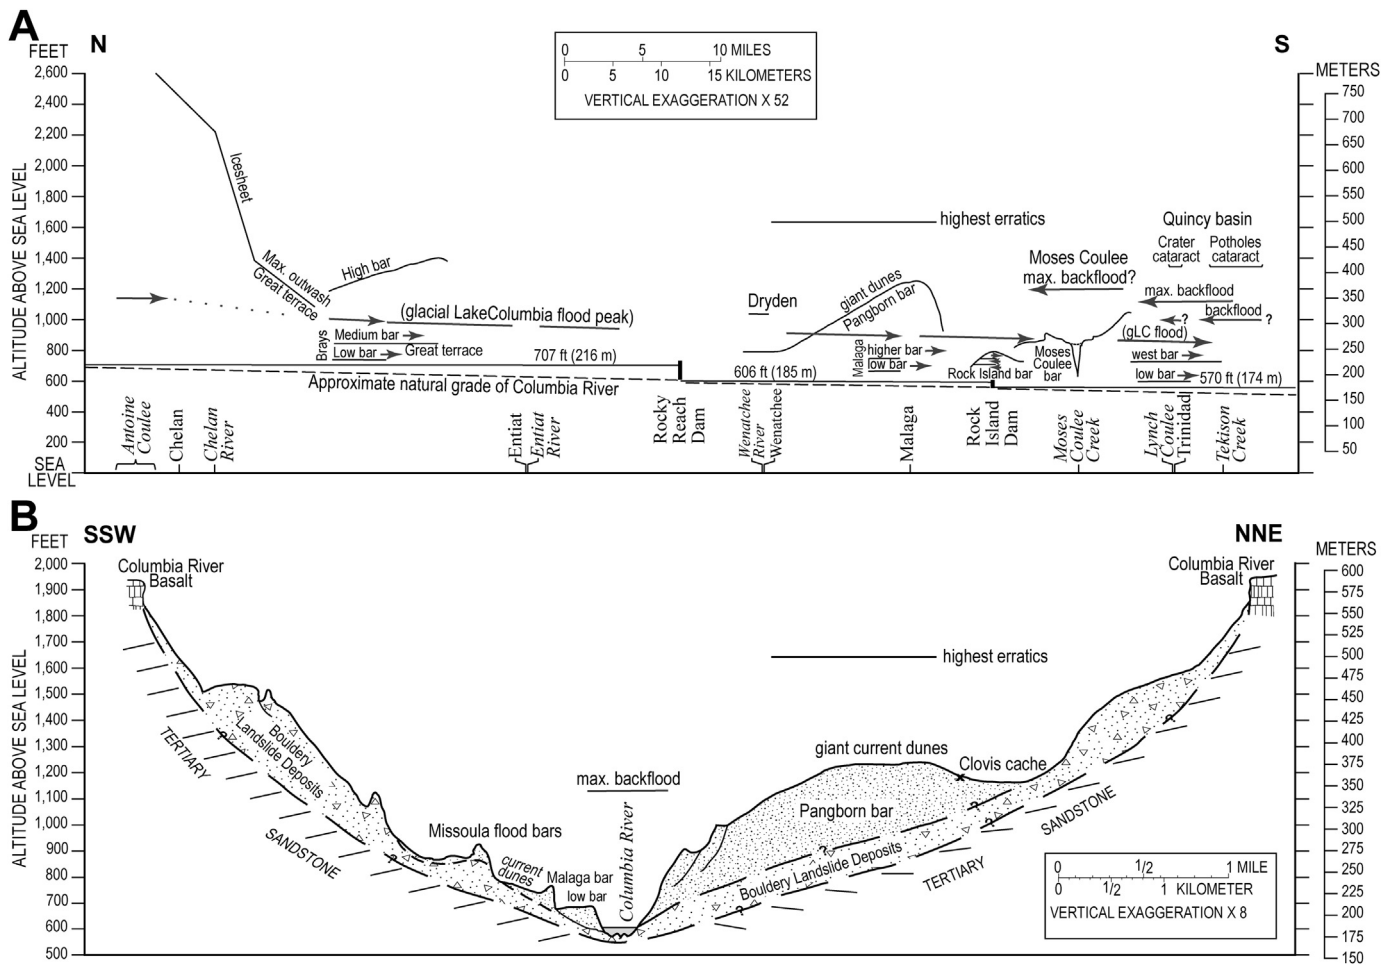 A
FEET
N
S
METERS
0 5 10 MILES
0 5 10 15 KILOMETERS
VERTICAL EXAGGERATION X 52
ALTITUDE ABOVE SEA LEVEL
2,600
2,400
2,200
2,000
1,800
1,600
1,400
1,200
1,000
800
600
400
200
SEA
LEVEL
750
700
650
600
550
500
450
400
350
300
250
200
150
100
50
Icesheet
Max. outwash
Great terrace
High bar
(glacial LakeColumbia flood peak)
Brays
Medium bar
Low bar
Great terrace
707 ft (216 m)
Approximate natural grade of Columbia River
highest erratics
Dryden
giant dunes
Pangborn bar
Malaga
higher bar
low bar
606 ft (185 m)
Rock Island bar
Moses Coulee
max. backflood?
Moses
Coulee
bar
Quincy basin
Crater
cataract
Potholes
cataract
max. backflood
backflood
?
?
(gLC flood)
west bar
low bar
570 ft (174 m)
Antoine
Coulee
Chelan
Chelan
River
Entiat
Entiat
River
Rocky
Reach
Dam
Wenatchee
River
Wenatchee
Malaga
Rock
Island
Dam
Moses
Coulee
Creek
Lynch
Coulee
Trinidad
Tekison
Creek
B
FEET
SSW
NNE
METERS
ALTITUDE ABOVE SEA LEVEL
2,000
1,900
1,800
1,700
1,600
1,500
1,400
1,300
1,200
1,100
1,000
900
800
700
600
500
600
575
550
525
500
475
450
425
400
375
350
325
300
275
250
225
200
175
150
Columbia River
Basalt
Columbia River
Basalt
highest erratics
Bouldery
Landslide Deposits
?
TERTIARY
SANDSTONE
?
Missoula flood bars
current
dunes
Malaga bar
low bar
max. backflood
Columbia River
giant current dunes
Clovis cache
Pangborn bar
Bouldery Landslide Deposits
?
?
?
?
?
TERTIARY
SANDSTONE
0 1/2 1 MILE
0 1/2 1 KILOMETER
VERTICAL EXAGGERATION X 8